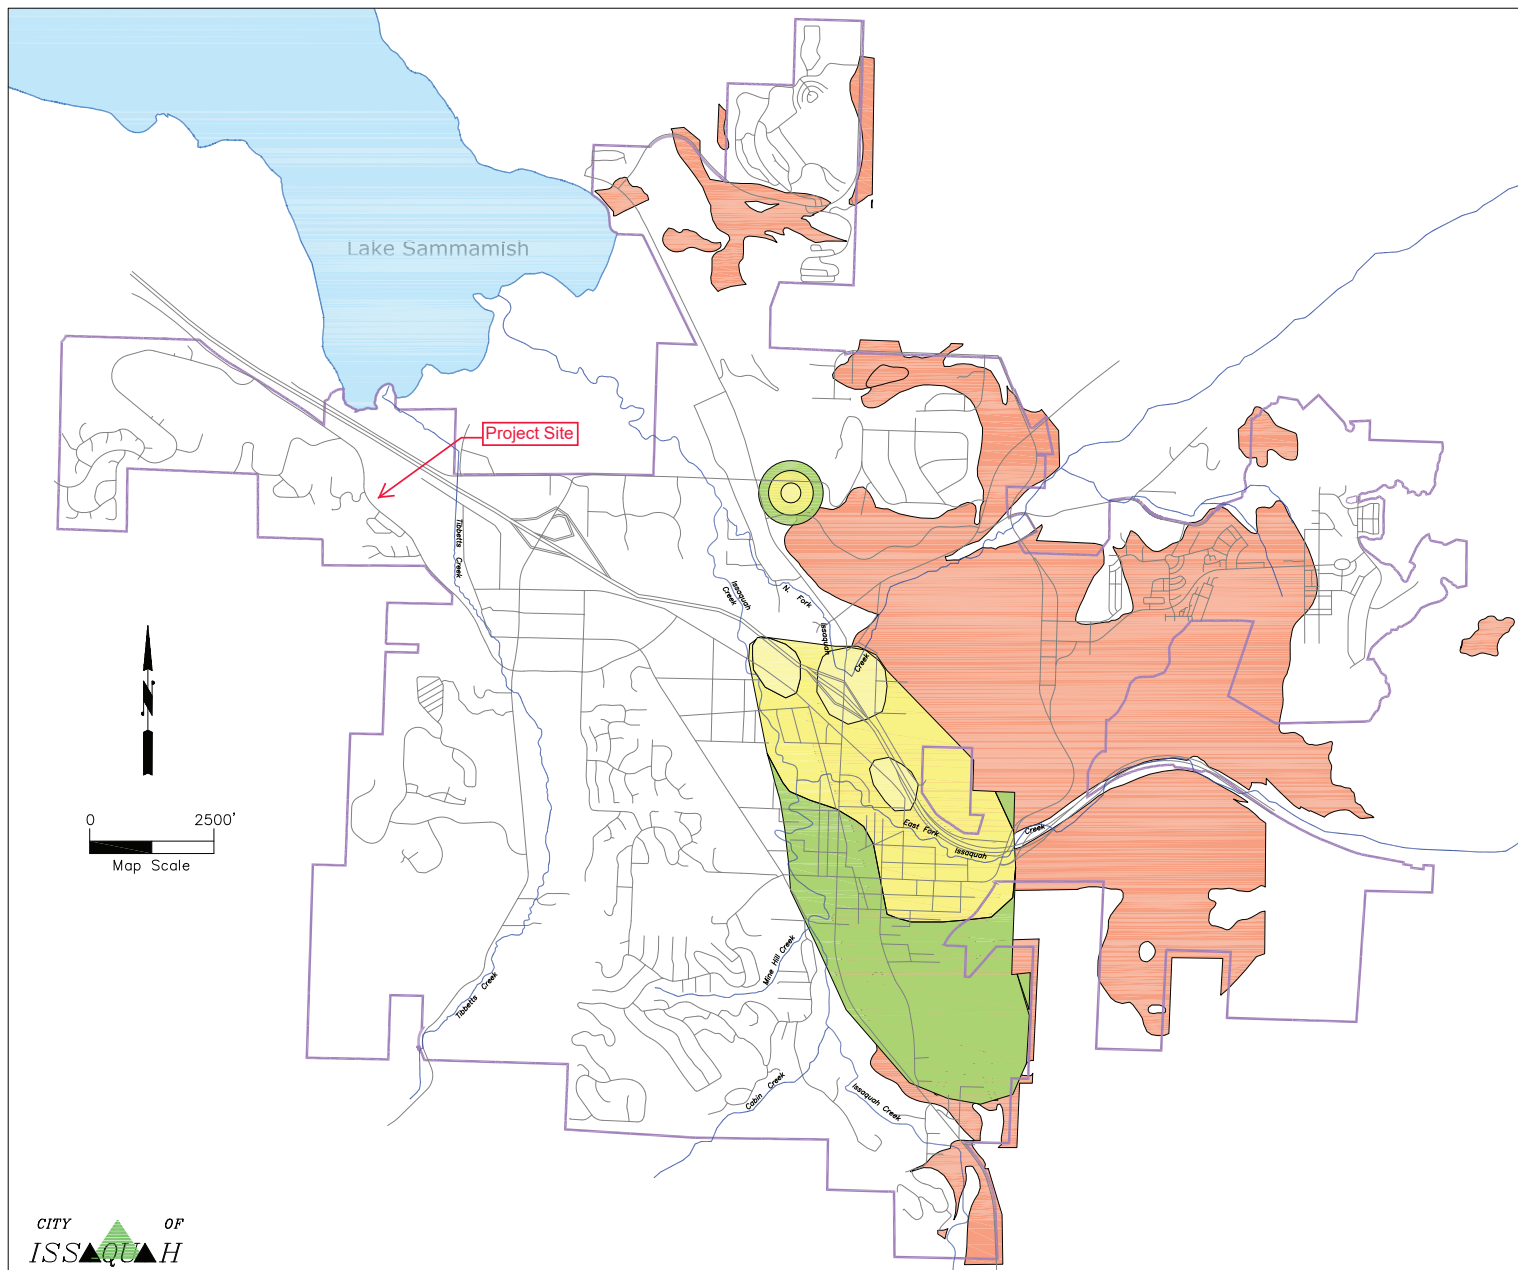 Lake Sammamish
Project Site
Tibbetts Creek
Issaquah
Creek
N. Fork
Issaquah
Creek
0 2500'
Map Scale
East Fork
Issaquah
Creek
Mine Hill Creek
Tibbetts Creek
Cabin Creek
Issaquah Creek
CITY OF
ISSAQUAH
N